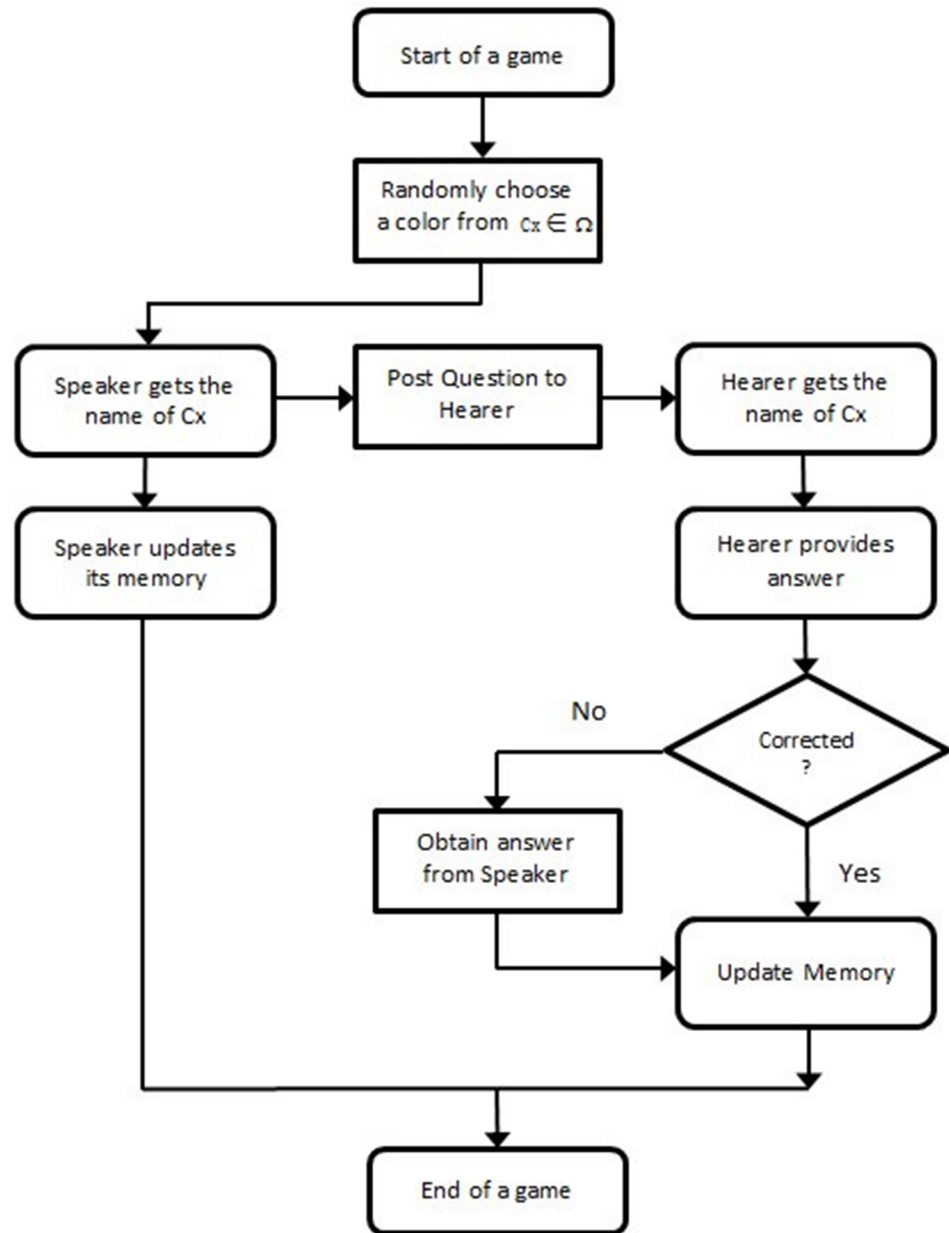 Start of a game
Randomly choose
a color from Cx ∈ Ω
Speaker gets the
name of Cx
Post Question to
Hearer
Hearer gets the
name of Cx
Speaker updates
its memory
Hearer provides
answer
No
Corrected
?
Obtain answer
from Speaker
Yes
Update Memory
End of a game